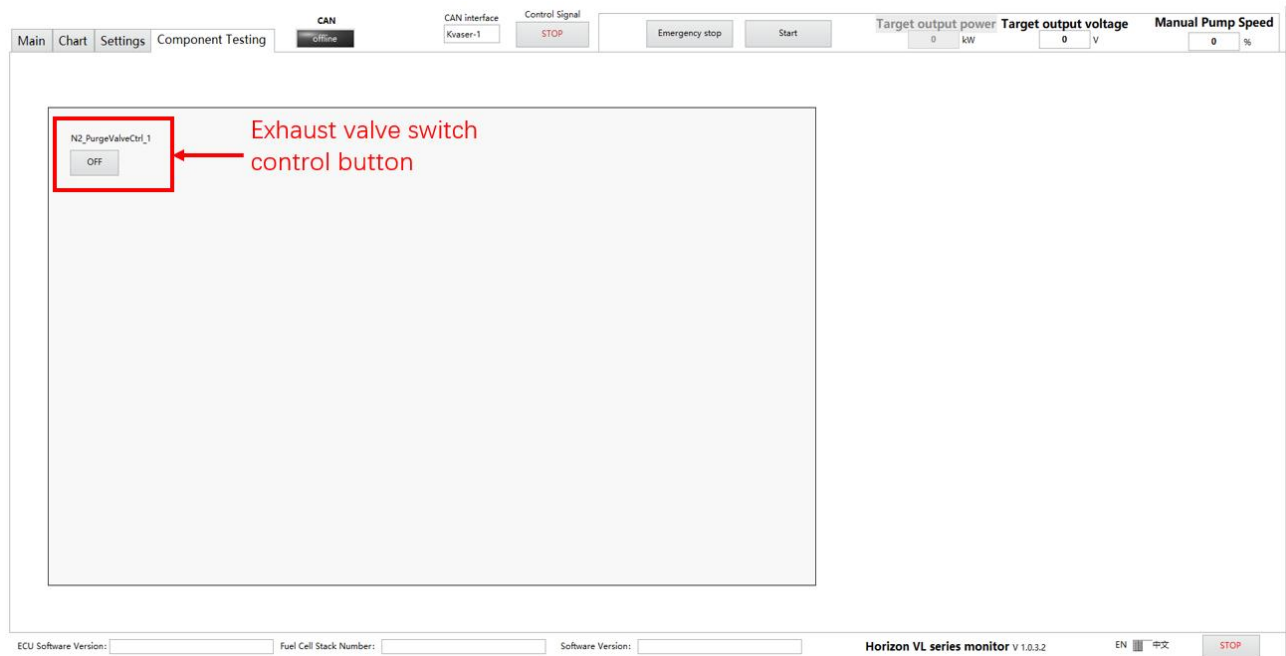 Main Chart Settings Component Testing
CAN
offline
CAN interface
Kvaser-1
Control Signal
STOP
Emergency stop
Start
Target output power
0 kW
Target output voltage
0 V
Manual Pump Speed
0 %
N2_PurgeValveCtrl_1
OFF
Exhaust valve switch
control button
ECU Software Version:
Fuel Cell Stack Number:
Software Version:
Horizon VL series monitor V 1.0.3.2
EN 中文
STOP